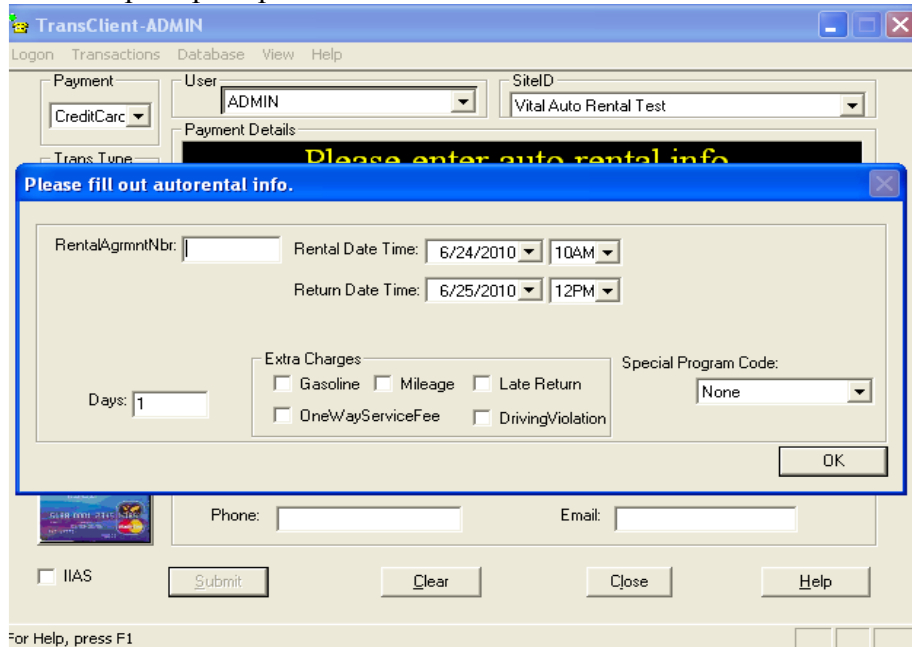 TransClient-ADMIN
Logon Transactions Database View Help
Payment User SiteID
CreditCarc ADMIN Vital Auto Rental Test
Payment Details
Trans Type Please enter auto rental info
Please fill out autorental info.
RentalAgrmntNbr: Rental Date Time: 6/24/2010 10AM
Return Date Time: 6/25/2010 12PM
Extra Charges Special Program Code:
Gasoline Mileage Late Return
Days: 1 None
OneWayServiceFee DrivingViolation
OK
Phone: Email:
IIAS Submit Clear Close Help
For Help, press F1